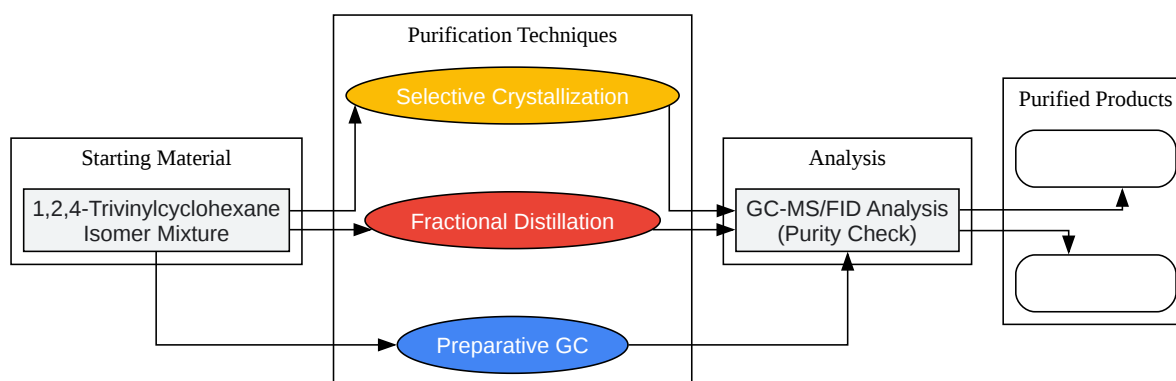 Starting Material
1,2,4-Trivinylcyclohexane
Isomer Mixture
Purification Techniques
Selective Crystallization
Fractional Distillation
Preparative GC
Analysis
GC-MS/FID Analysis
(Purity Check)
Purified Products